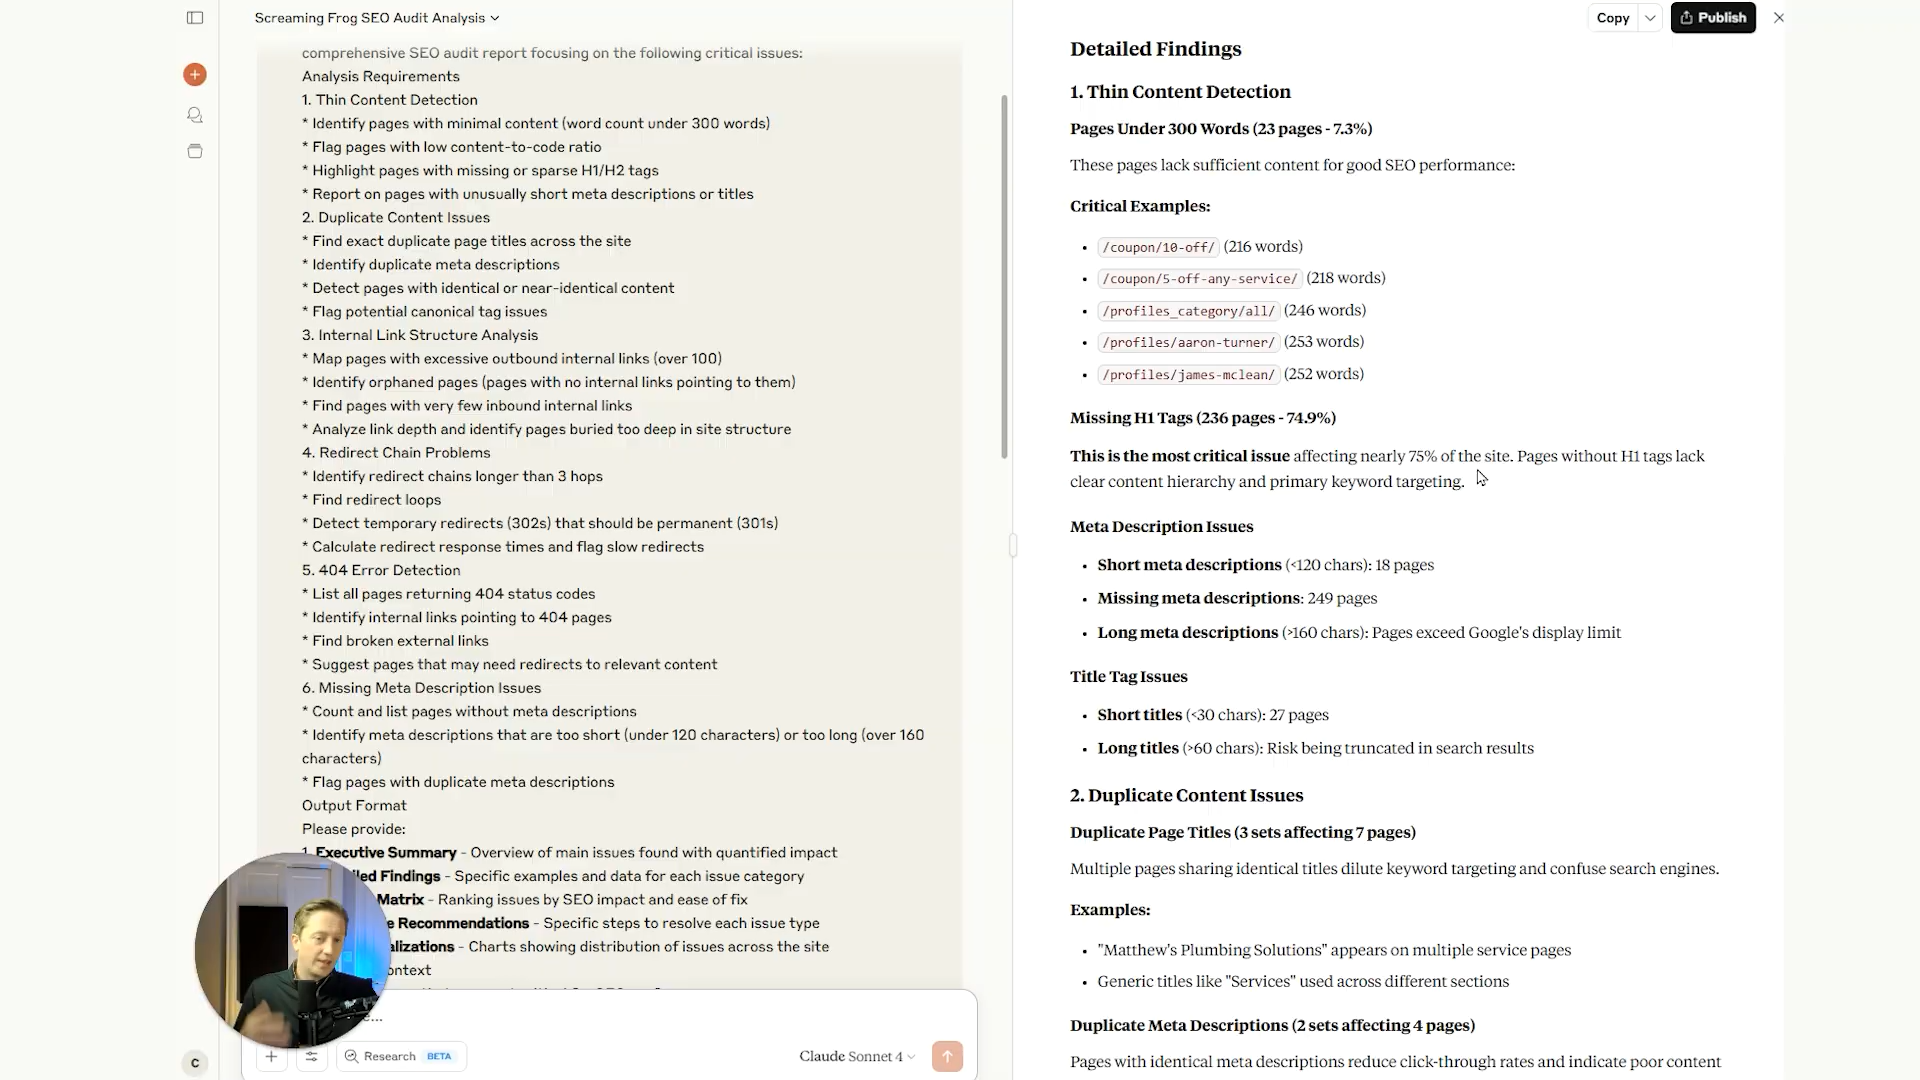 Screaming Frog SEO Audit Analysis
comprehensive SEO audit report focusing on the following critical issues:
Analysis Requirements
1. Thin Content Detection
* Identify pages with minimal content (word count under 300 words)
* Flag pages with low content-to-code ratio
* Highlight pages with missing or sparse H1/H2 tags
* Report on pages with unusually short meta descriptions or titles
2. Duplicate Content Issues
* Find exact duplicate page titles across the site
* Identify duplicate meta descriptions
* Detect pages with identical or near-identical content
* Flag potential canonical tag issues
3. Internal Link Structure Analysis
* Map pages with excessive outbound internal links (over 100)
* Identify orphaned pages (pages with no internal links pointing to them)
* Find pages with very few inbound internal links
* Analyze link depth and identify pages buried too deep in site structure
4. Redirect Chain Problems
* Identify redirect chains longer than 3 hops
* Find redirect loops
* Detect temporary redirects (302s) that should be permanent (301s)
* Calculate redirect response times and flag slow redirects
5. 404 Error Detection
* List all pages returning 404 status codes
* Identify internal links pointing to 404 pages
* Find broken external links
* Suggest pages that may need redirects to relevant content
6. Missing Meta Description Issues
* Count and list pages without meta descriptions
* Identify meta descriptions that are too short (under 120 characters) or too long (over 160
characters)
* Flag pages with duplicate meta descriptions
Output Format
Please provide:
1. Executive Summary - Overview of main issues found with quantified impact
Findings - Specific examples and data for each issue category
Matrix - Ranking issues by SEO impact and ease of fix
Recommendations - Specific steps to resolve each issue type
- Charts showing distribution of issues across the site
Research BETA
Claude Sonnet 4
C
Copy
Publish
Detailed Findings
1. Thin Content Detection
Pages Under 300 Words (23 pages - 7.3%)
These pages lack sufficient content for good SEO performance:
Critical Examples:
• /coupon/10-off/ (216 words)
• /coupon/5-off-any-service/ (218 words)
• /profiles_category/all/ (246 words)
• /profiles/aaron-turner/ (253 words)
• /profiles/james-mclean/ (252 words)
Missing H1 Tags (236 pages - 74.9%)
This is the most critical issue affecting nearly 75% of the site. Pages without H1 tags lack
clear content hierarchy and primary keyword targeting.
Meta Description Issues
• Short meta descriptions (<120 chars): 18 pages
• Missing meta descriptions: 249 pages
• Long meta descriptions (>160 chars): Pages exceed Google's display limit
Title Tag Issues
• Short titles (<30 chars): 27 pages
• Long titles (>60 chars): Risk being truncated in search results
2. Duplicate Content Issues
Duplicate Page Titles (3 sets affecting 7 pages)
Multiple pages sharing identical titles dilute keyword targeting and confuse search engines.
Examples:
• "Matthew's Plumbing Solutions" appears on multiple service pages
• Generic titles like "Services" used across different sections
Duplicate Meta Descriptions (2 sets affecting 4 pages)
Pages with identical meta descriptions reduce click-through rates and indicate poor content